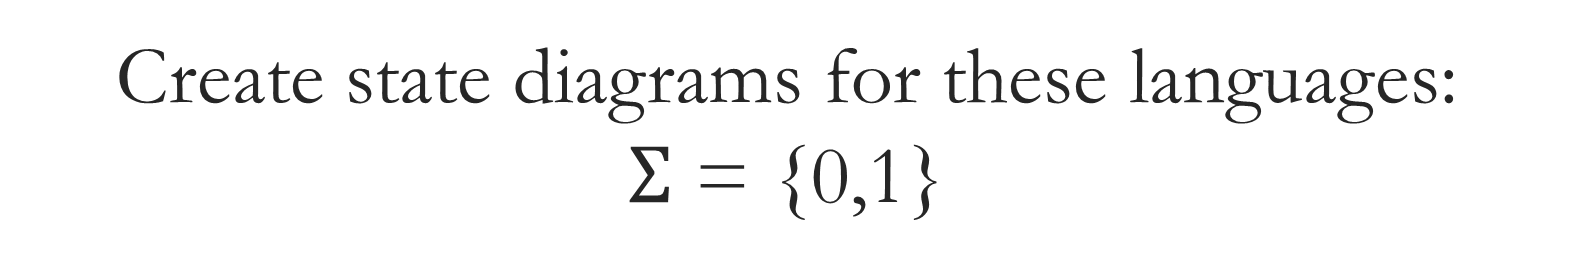 Create state diagrams for these languages:
Σ = {0,1}